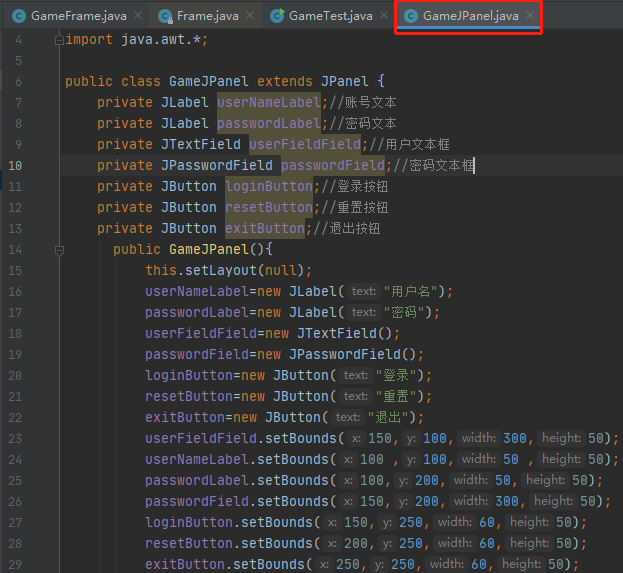 GameFrame.java × Frame.java × GameTest.java × GameJPanel.java ×
4 import java.awt.*;
5
6 public class GameJPanel extends JPanel {
7 private JLabel userNameLabel;//账号文本
8 private JLabel passwordLabel;//密码文本
9 private JTextField userFieldField;//用户文本框
10 private JPasswordField passwordField;//密码文本框
11 private JButton loginButton;//登录按钮
12 private JButton resetButton;//重置按钮
13 private JButton exitButton;//退出按钮
14 public GameJPanel(){
15 this.setLayout(null);
16 userNameLabel=new JLabel( text: "用户名");
17 passwordLabel=new JLabel( text: "密码");
18 userFieldField=new JTextField();
19 passwordField=new JPasswordField();
20 loginButton=new JButton( text: "登录");
21 resetButton=new JButton( text: "重置");
22 exitButton=new JButton( text: "退出");
23 userFieldField.setBounds( x: 150, y: 100, width: 300, height: 50);
24 userNameLabel.setBounds( x: 100 , y: 100, width: 50 , height: 50);
25 passwordLabel.setBounds( x: 100, y: 200, width: 50, height: 50);
26 passwordField.setBounds( x: 150, y: 200, width: 300, height: 50);
27 loginButton.setBounds( x: 150, y: 250, width: 60, height: 50);
28 resetButton.setBounds( x: 200, y: 250, width: 60, height: 50);
29 exitButton.setBounds( x: 250, y: 250, width: 60, height: 50);